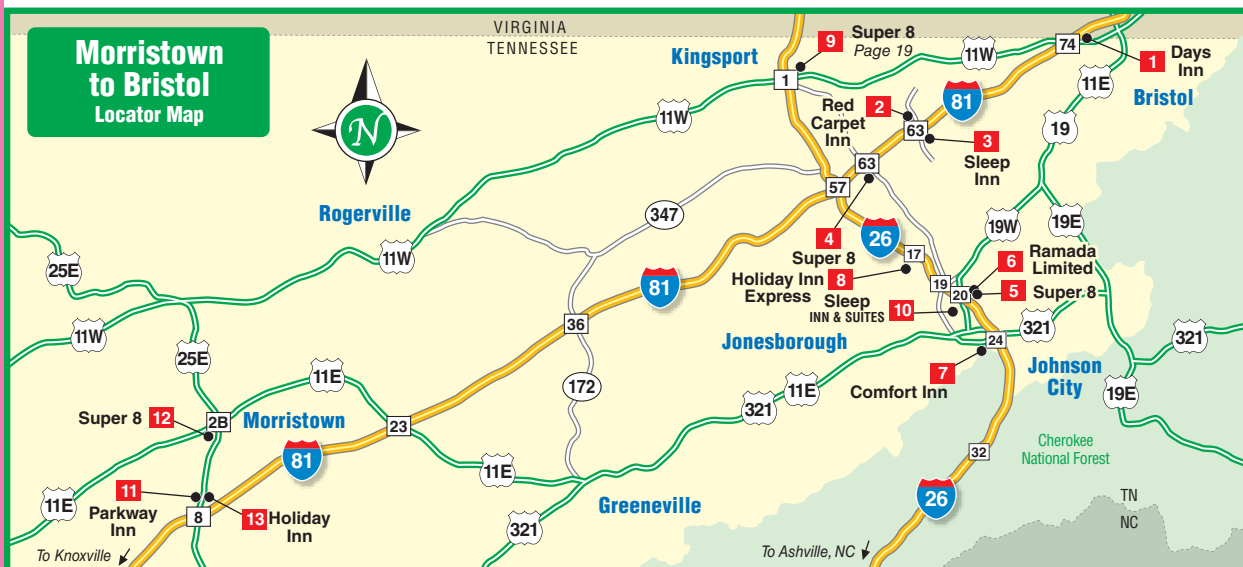 Morristown
to Bristol
Locator Map
N
VIRGINIA
TENNESSEE
Kingsport
9
Super 8
Page 19
1
11W
74
1
Days
Inn
11E
Bristol
11W
Red
Carpet
Inn
2
63
81
3
Sleep
Inn
19
63
57
Rogerville
347
4
Super 8
26
19W
19E
11W
25E
17
8
Holiday Inn
Express
6
Ramada
Limited
19
20
5
Super 8
81
Sleep
INN & SUITES
10
36
11W
25E
Jonesborough
24
321
321
7
Comfort Inn
Johnson
City
11E
172
11E
321
19E
Super 8
12
2B
Morristown
23
81
32
Cherokee
National Forest
11E
11E
11
Parkway
Inn
8
13
Holiday
Inn
Greeneville
26
TN
NC
321
To Knoxville
To Ashville, NC